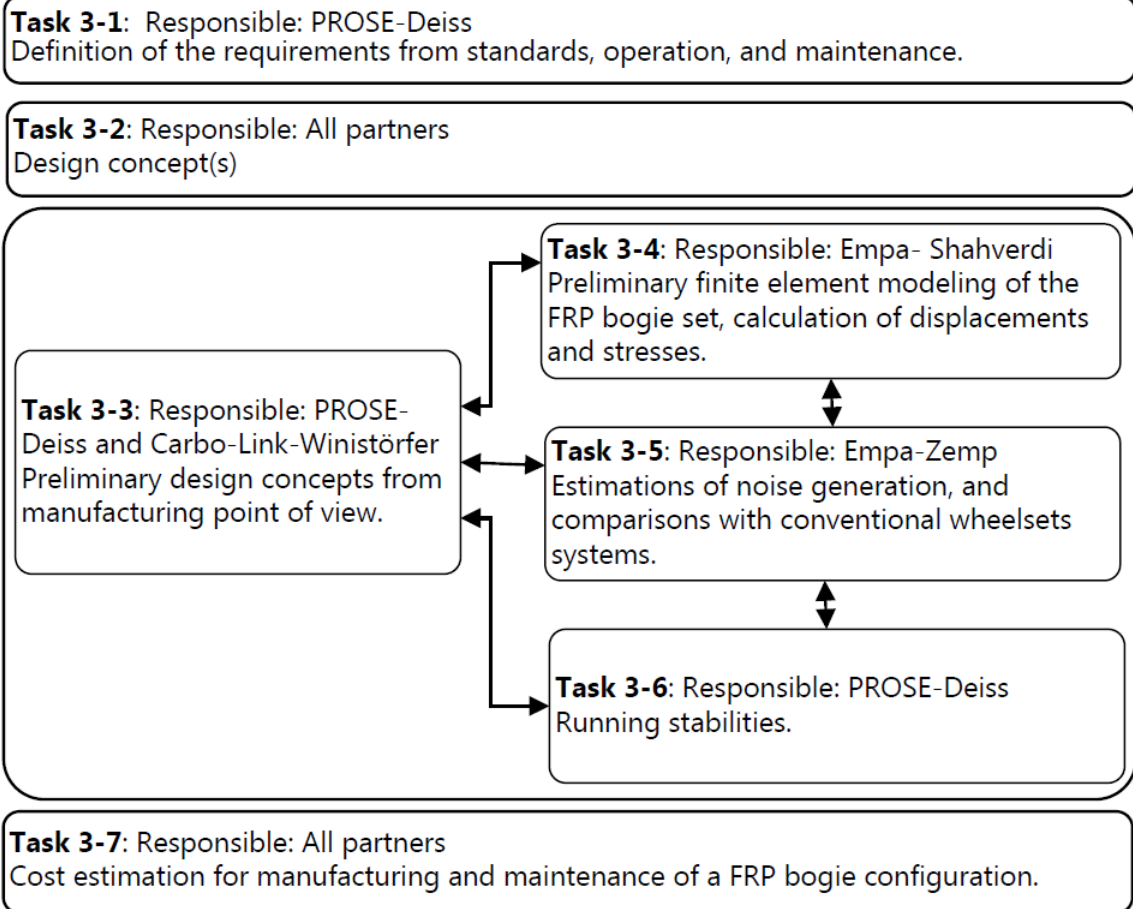 Task 3-1: Responsible: PROSE-Deiss
Definition of the requirements from standards, operation, and maintenance.
Task 3-2: Responsible: All partners
Design concept(s)
Task 3-3: Responsible: PROSE-
Deiss and Carbo-Link-Winistörfer
Preliminary design concepts from
manufacturing point of view.
Task 3-4: Responsible: Empa- Shahverdi
Preliminary finite element modeling of the
FRP bogie set, calculation of displacements
and stresses.
Task 3-5: Responsible: Empa-Zemp
Estimations of noise generation, and
comparisons with conventional wheelsets
systems.
Task 3-6: Responsible: PROSE-Deiss
Running stabilities.
Task 3-7: Responsible: All partners
Cost estimation for manufacturing and maintenance of a FRP bogie configuration.